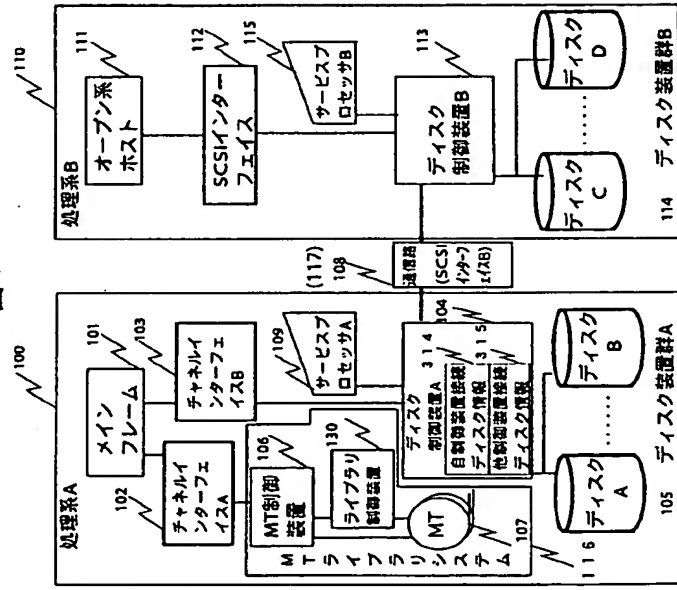 図
100
処理系A
メイン
フレーム
101
102
チャネルイ
ンターフェ
イスA
103
チャネルイ
ンターフェ
イスB
106
MT制御
装置
130
ライブラリ
制御装置
MT
107
MTライブラリシステム
116
109
サービスプ
ロセッサA
ディスク
制御装置A
104
314
自制御装置接続
ディスク情報
315
他制御装置接続
ディスク情報
ディスク
A
ディスク
B
105 ディスク装置群A
(117)
108
通信路
(SCSI
インターフ
ェイスB)
110
処理系B
111
オープン系
ホスト
112
SCSIインター
フェイス
115
サービスプ
ロセッサB
113
ディスク
制御装置B
ディスク
C
ディスク
D
114 ディスク装置群B